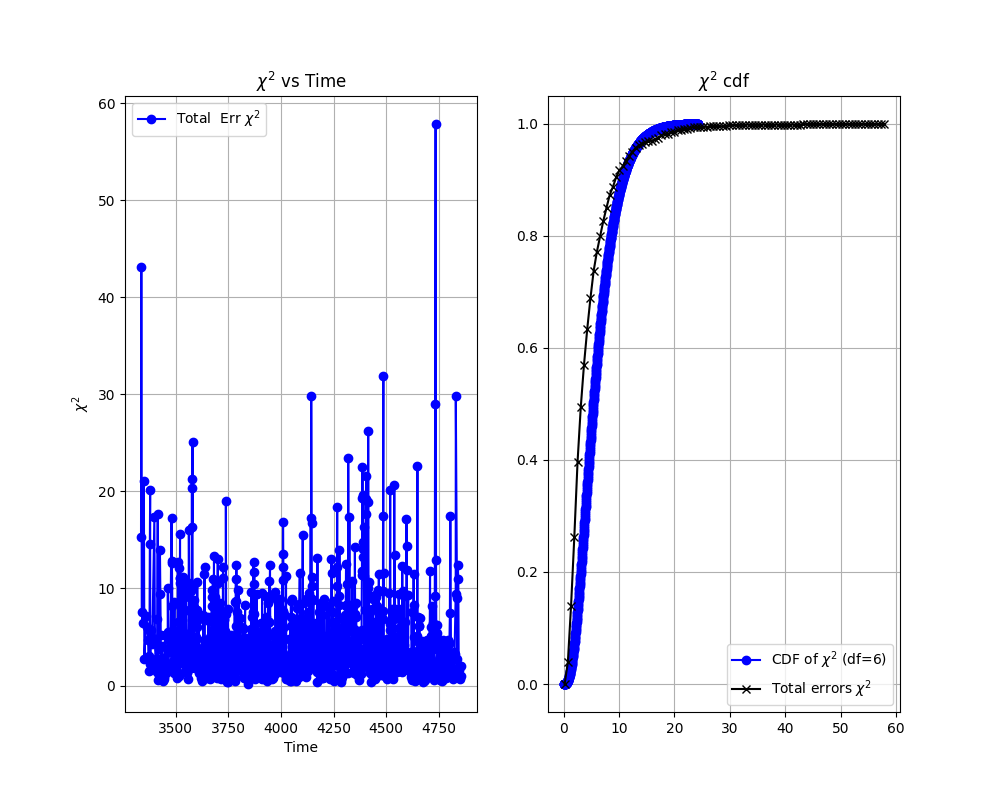 χ² vs Time
Total Err χ²
60
50
40
30
20
10
0
χ²
3500 3750 4000 4250 4500 4750
Time
χ² cdf
1.0
0.8
0.6
0.4
0.2
0.0
CDF of χ² (df=6)
Total errors χ²
0 10 20 30 40 50 60